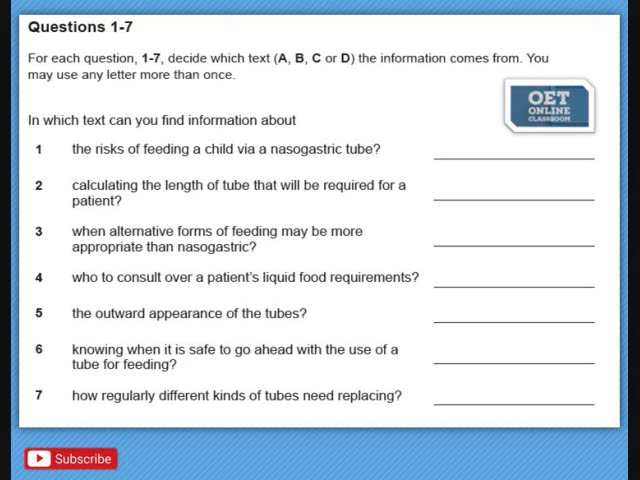 Questions 1-7
For each question, 1-7, decide which text (A, B, C or D) the information comes from. You
may use any letter more than once.
OET
ONLINE
CLASSROOM
In which text can you find information about
1 the risks of feeding a child via a nasogastric tube?
2 calculating the length of tube that will be required for a
patient?
3 when alternative forms of feeding may be more
appropriate than nasogastric?
4 who to consult over a patient's liquid food requirements?
5 the outward appearance of the tubes?
6 knowing when it is safe to go ahead with the use of a
tube for feeding?
7 how regularly different kinds of tubes need replacing?
Subscribe